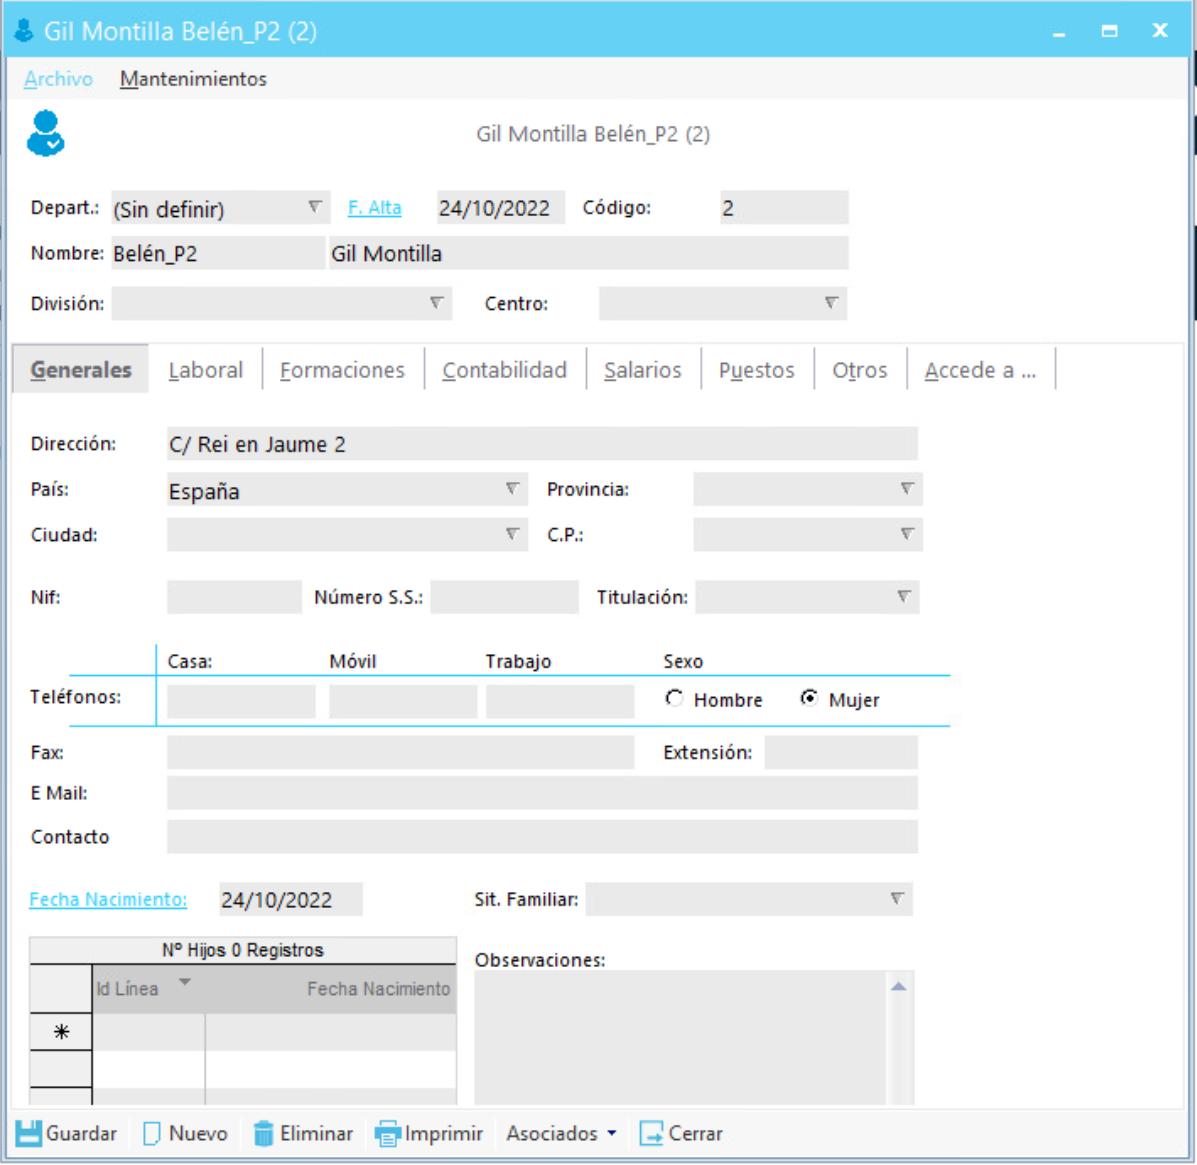 Gil Montilla Belén_P2 (2)
Archivo Mantenimientos
Gil Montilla Belén_P2 (2)
Depart.: (Sin definir) F. Alta 24/10/2022 Código: 2
Nombre: Belén_P2 Gil Montilla
División: Centro:
Generales Laboral Formaciones Contabilidad Salarios Puestos Otros Accede a ...
Dirección: C/ Rei en Jaume 2
País: España Provincia:
Ciudad: C.P.:
Nif: Número S.S.: Titulación:
Casa: Móvil Trabajo Sexo
Teléfonos: Hombre Mujer
Fax: Extensión:
E Mail:
Contacto
Fecha Nacimiento: 24/10/2022 Sit. Familiar:
Nº Hijos 0 Registros
Observaciones:
Id Línea Fecha Nacimiento
Guardar Nuevo Eliminar Imprimir Asociados Cerrar